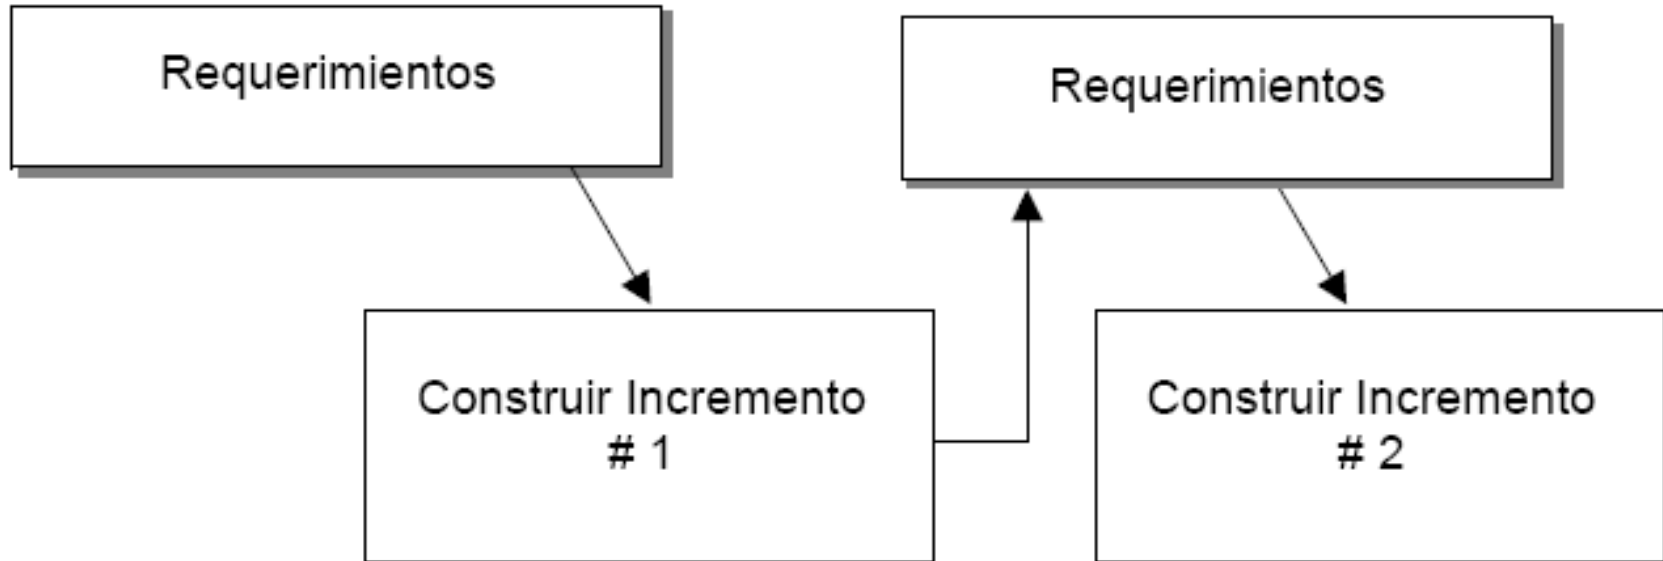 Requerimientos
Requerimientos
Construir Incremento
# 1
Construir Incremento
# 2